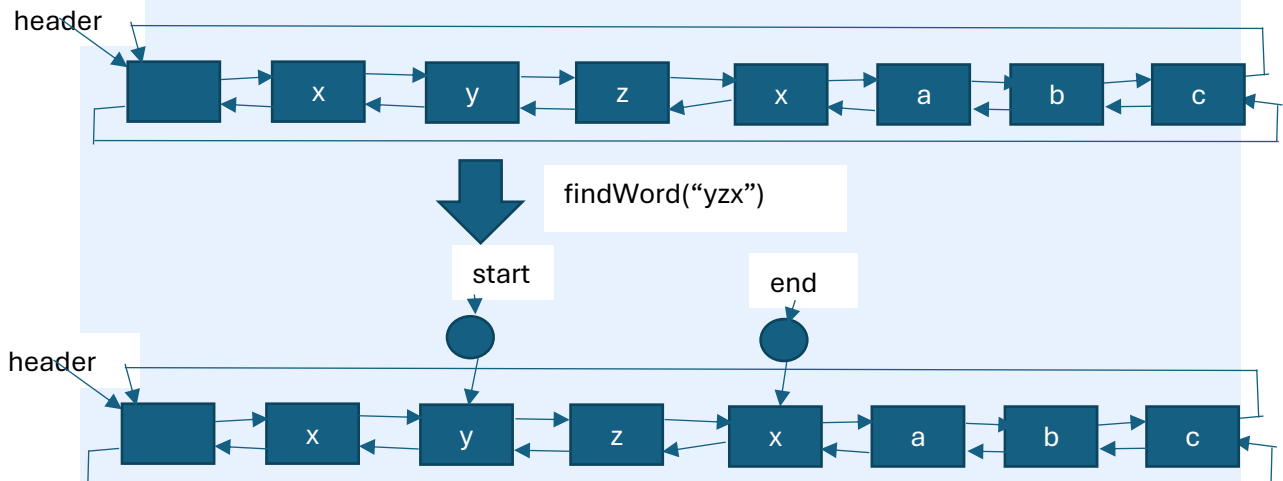 header
x y z x a b c
findWord(“yzx”)
start
end
header
x y z x a b c